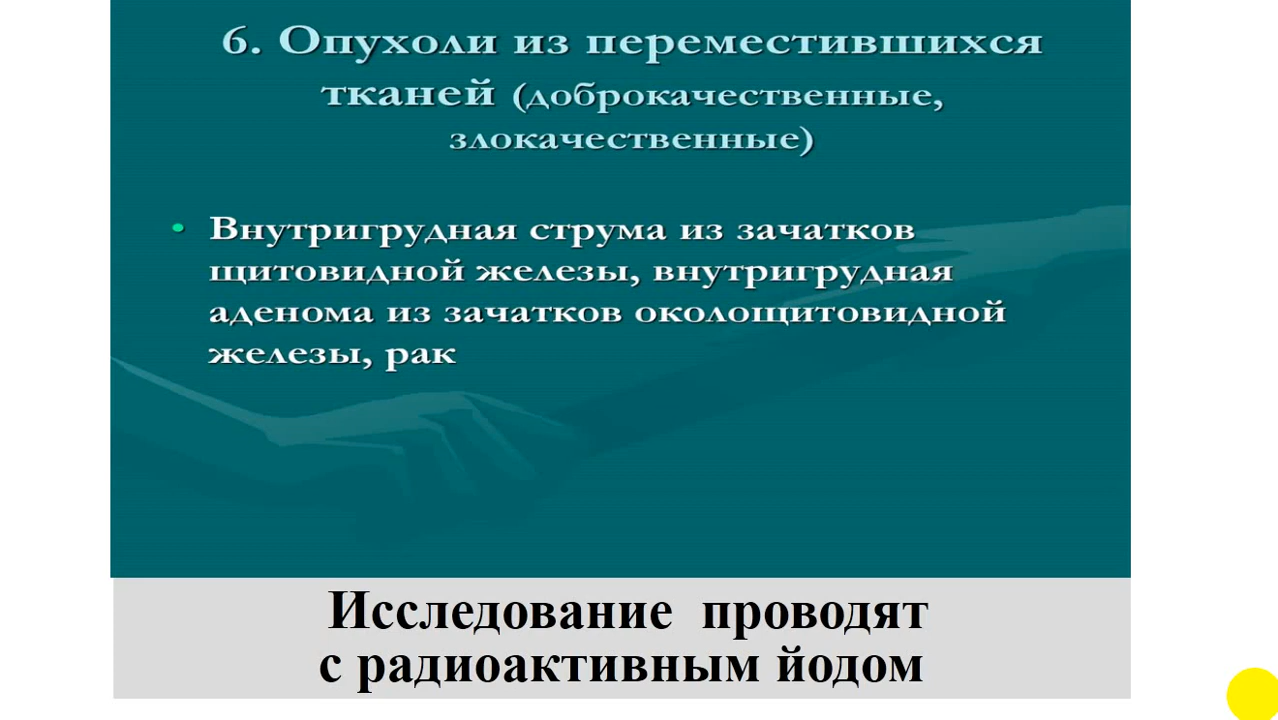 6. Опухоли из переместившихся
тканей (доброкачественные,
злокачественные)
• Внутригрудная струма из зачатков
щитовидной железы, внутригрудная
аденома из зачатков околощитовидной
железы, рак
Исследование проводят
с радиоактивным йодом